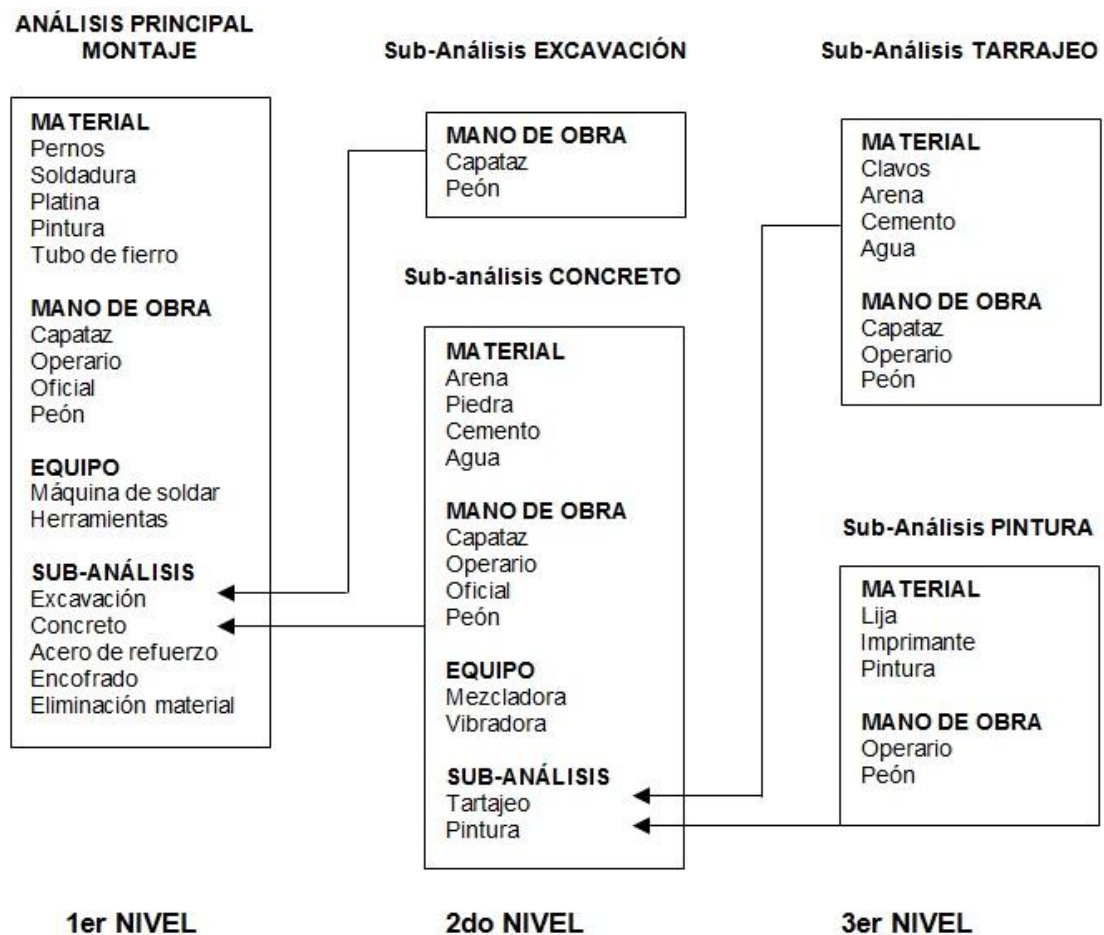 ANÁLISIS PRINCIPAL
MONTAJE
MATERIAL
Pernos
Soldadura
Platina
Pintura
Tubo de fierro
MANO DE OBRA
Capataz
Operario
Oficial
Peón
EQUIPO
Máquina de soldar
Herramientas
SUB-ANÁLISIS
Excavación
Concreto
Acero de refuerzo
Encofrado
Eliminación material
1er NIVEL
Sub-Análisis EXCAVACIÓN
MANO DE OBRA
Capataz
Peón
Sub-análisis CONCRETO
MATERIAL
Arena
Piedra
Cemento
Agua
MANO DE OBRA
Capataz
Operario
Oficial
Peón
EQUIPO
Mezcladora
Vibradora
SUB-ANÁLISIS
Tartajeo
Pintura
2do NIVEL
Sub-Análisis TARRAJEO
MATERIAL
Clavos
Arena
Cemento
Agua
MANO DE OBRA
Capataz
Operario
Peón
Sub-Análisis PINTURA
MATERIAL
Lija
Imprimante
Pintura
MANO DE OBRA
Operario
Peón
3er NIVEL